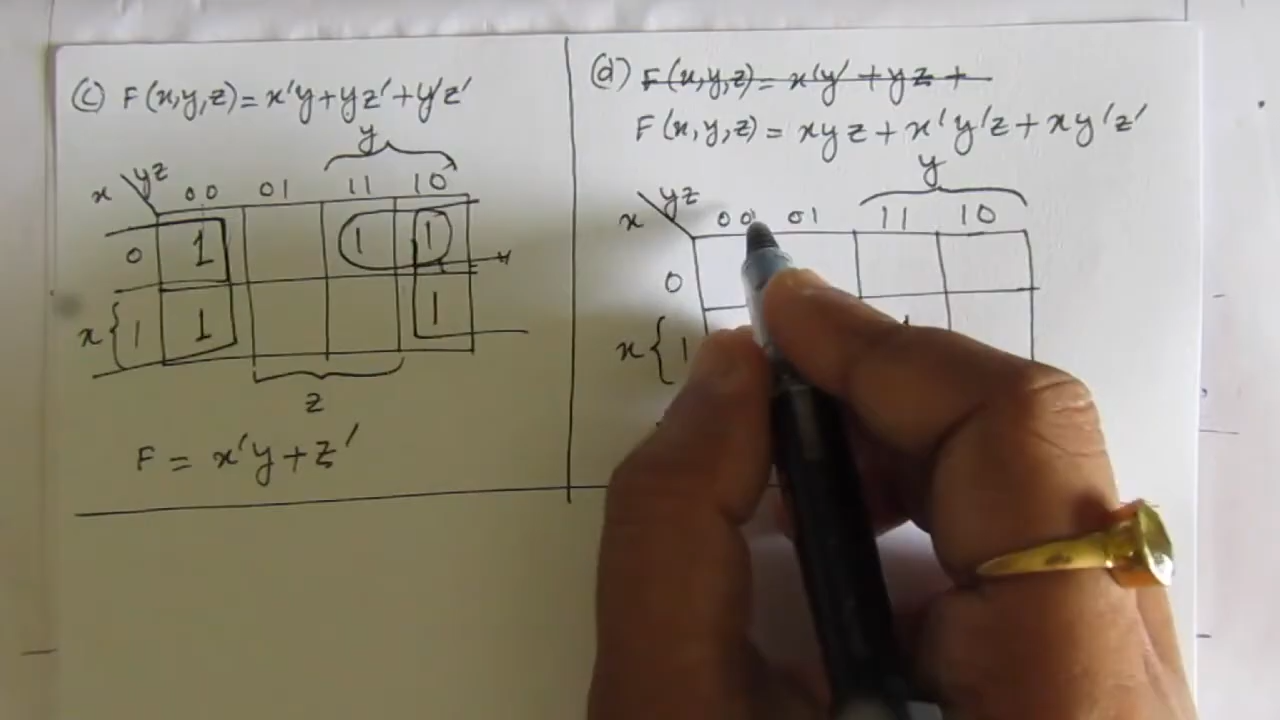 (c) F(x,y,z)= x'y+yz'+y'z'
y
x yz 00 01 11 10
0 1 1 1
x{ 1 1 1
z
F = x'y+z'
(d) F(x,y,z)= x'y' +yz +
F(x,y,z)= xyz + x'y'z + xy'z'
y
x yz 00 01 11 10
0
x{ 1